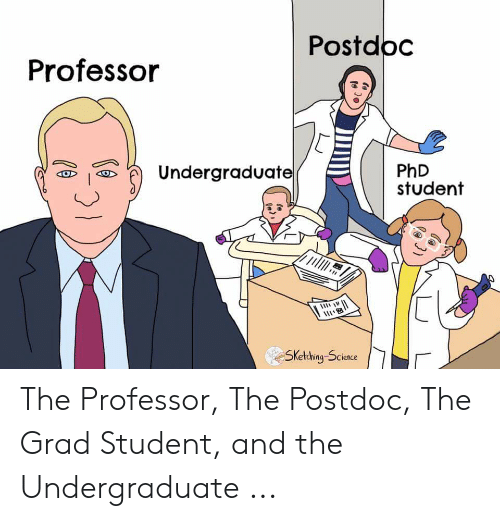 Postdoc
Professor
Undergraduate
PhD
student
Sketching-Science
The Professor, The Postdoc, The
Grad Student, and the
Undergraduate ...